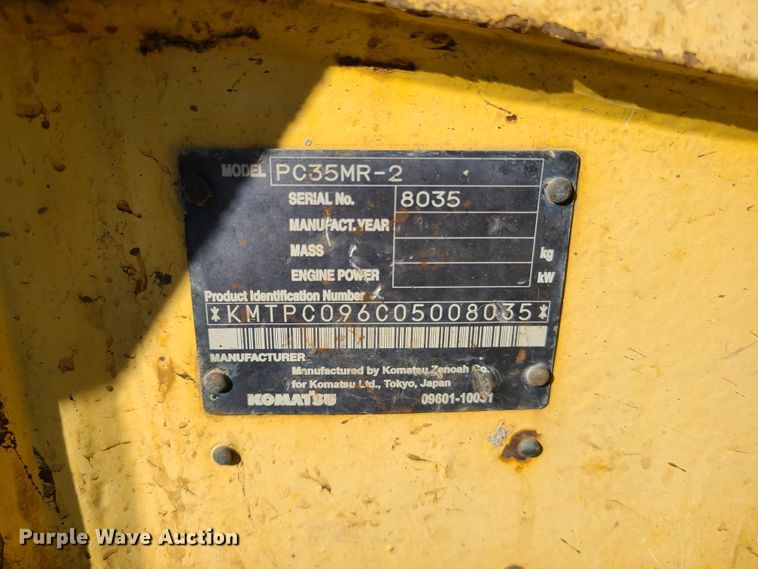 MODEL PC35MR-2
SERIAL No. 8035
MANUFACT. YEAR
MASS kg
ENGINE POWER kW
Product Identification Number
*KMTPC096C05008035*
MANUFACTURER
Manufactured by Komatsu Zenoah Co.
for Komatsu Ltd., Tokyo, Japan
KOMATSU 09601-10031
Purple Wave Auction